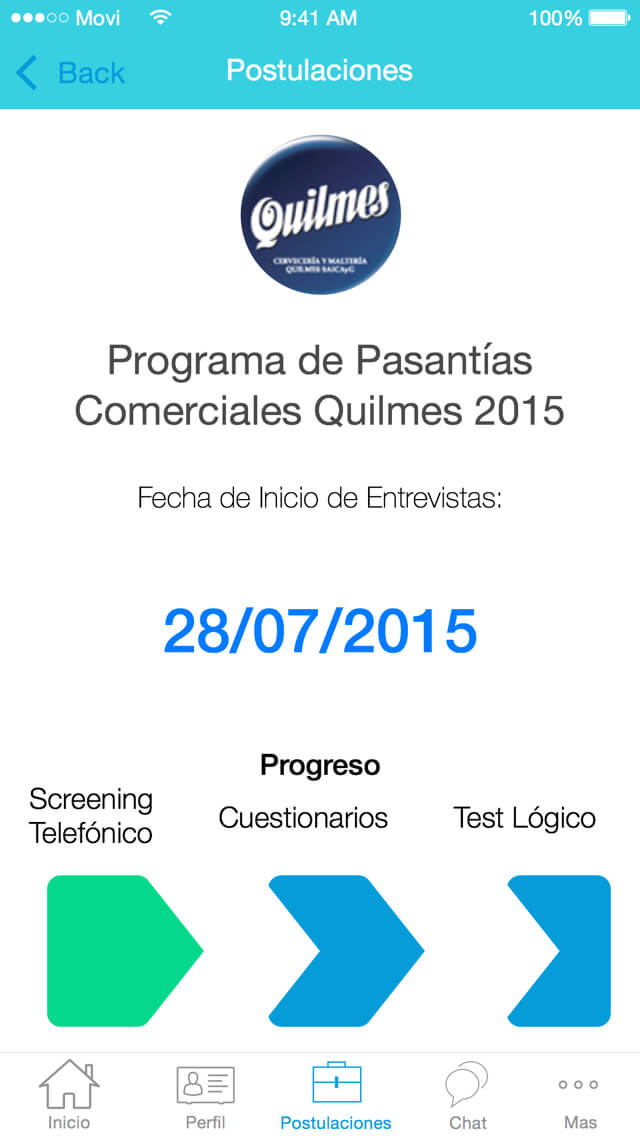 Movi 9:41 AM 100%
Back Postulaciones
Quilmes
CERVECERÍA Y MALTERÍA
QUILMES SAICAyG
Programa de Pasantías
Comerciales Quilmes 2015
Fecha de Inicio de Entrevistas:
28/07/2015
Progreso
Screening
Telefónico
Cuestionarios
Test Lógico
Inicio Perfil Postulaciones Chat Mas